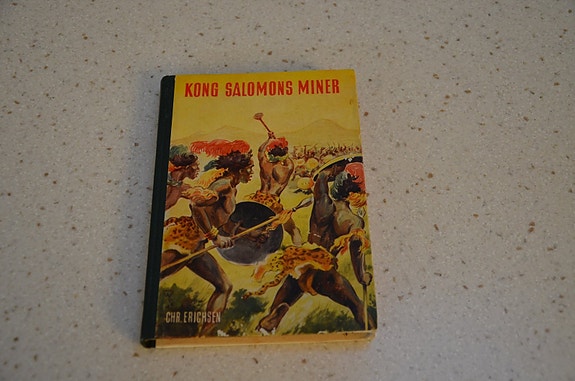 KONG SALOMONS MINER
CHR. ERICHSEN